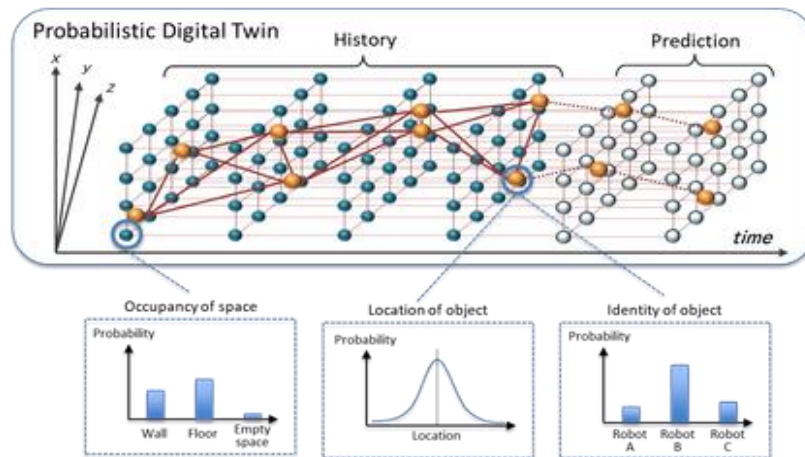 Probabilistic Digital Twin
History
Prediction
x
y
z
time
Occupancy of space
Probability
Wall
Floor
Empty
space
Location of object
Probability
Location
Identity of object
Probability
Robot
A
Robot
B
Robot
C